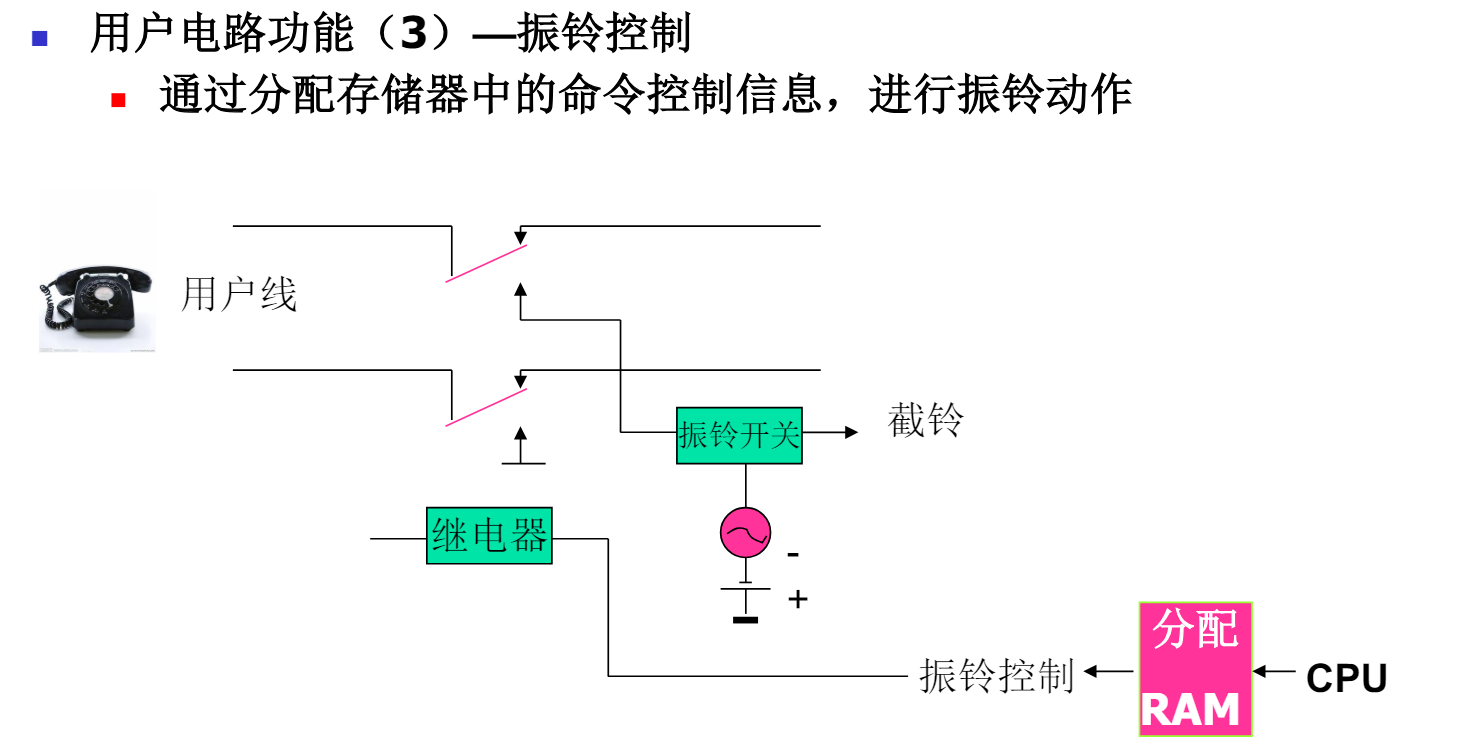 用户电路功能（3）—振铃控制
通过分配存储器中的命令控制信息，进行振铃动作
用户线
截铃
振铃开关
继电器
-
+
分配
RAM
振铃控制
CPU